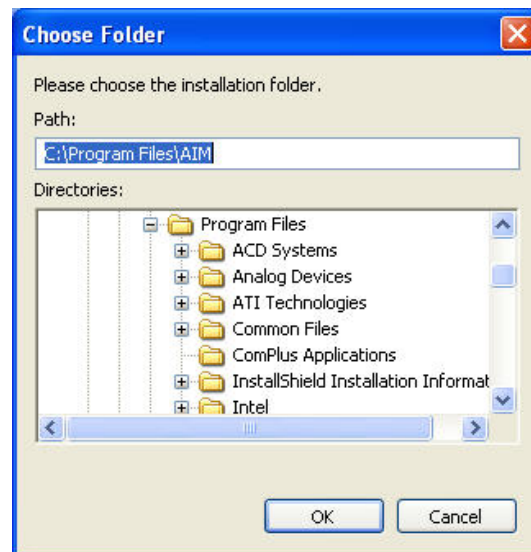 Choose Folder
Please choose the installation folder.
Path:
C:\Program Files\AIM
Directories:
Program Files
ACD Systems
Analog Devices
ATI Technologies
Common Files
ComPlus Applications
InstallShield Installation Informat
Intel
OK Cancel